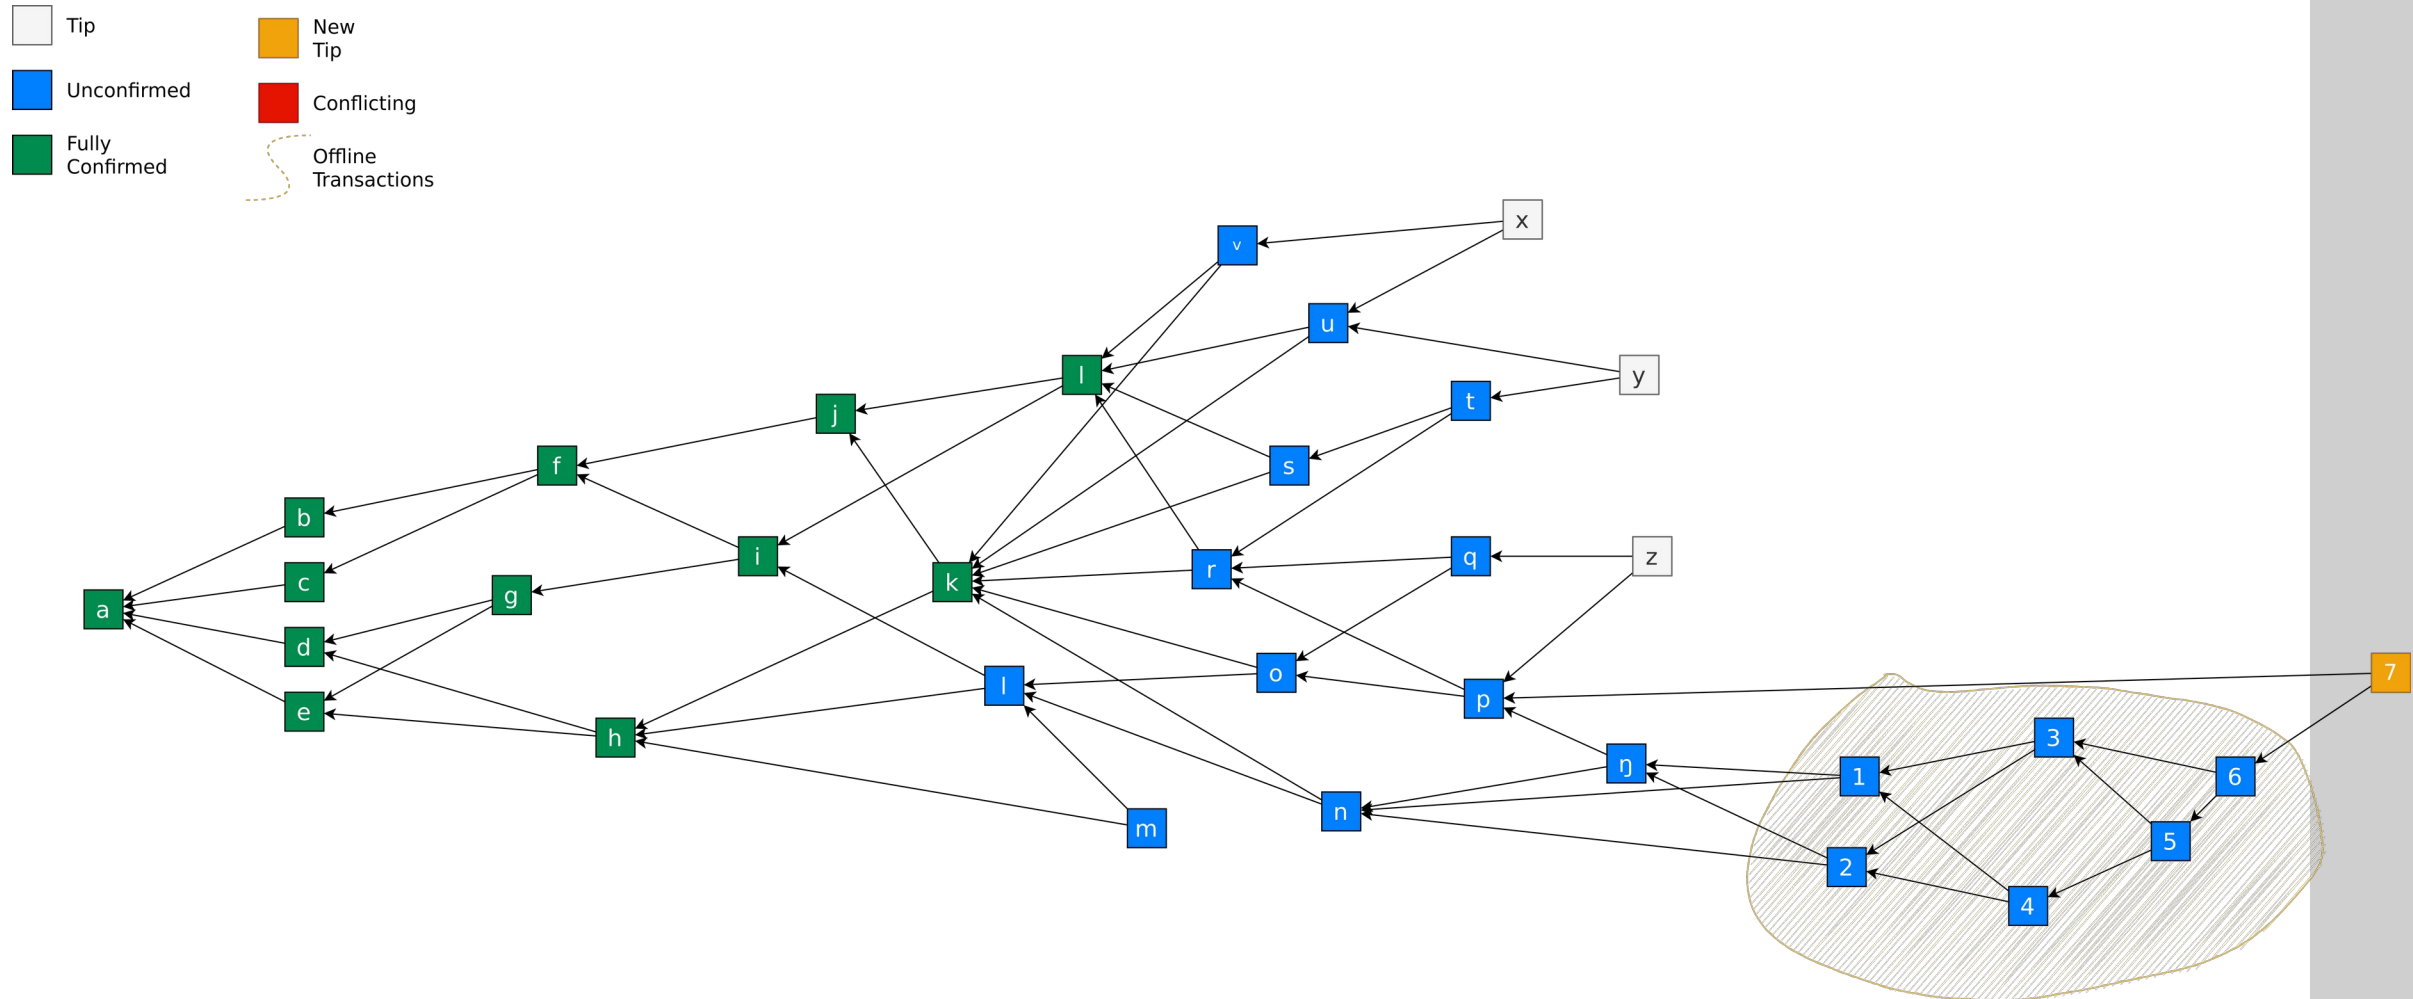 Tip
New
Tip
Unconfirmed
Conflicting
Fully
Confirmed
Offline
Transactions
x
v
u
l
y
j
t
f
s
b
i
q
z
c
g
k
r
a
d
l
o
p
7
e
h
ŋ
3
1
6
n
m
5
2
4